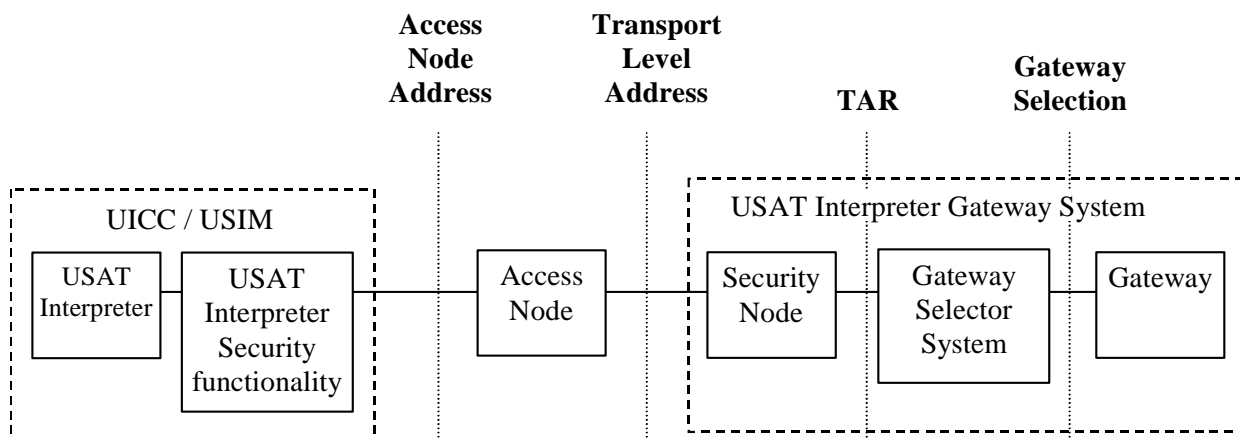 Access
Node
Address
Transport
Level
Address
TAR
Gateway
Selection
UICC / USIM
USAT Interpreter Gateway System
USAT
Interpreter
USAT
Interpreter
Security
functionality
Access
Node
Security
Node
Gateway
Selector
System
Gateway